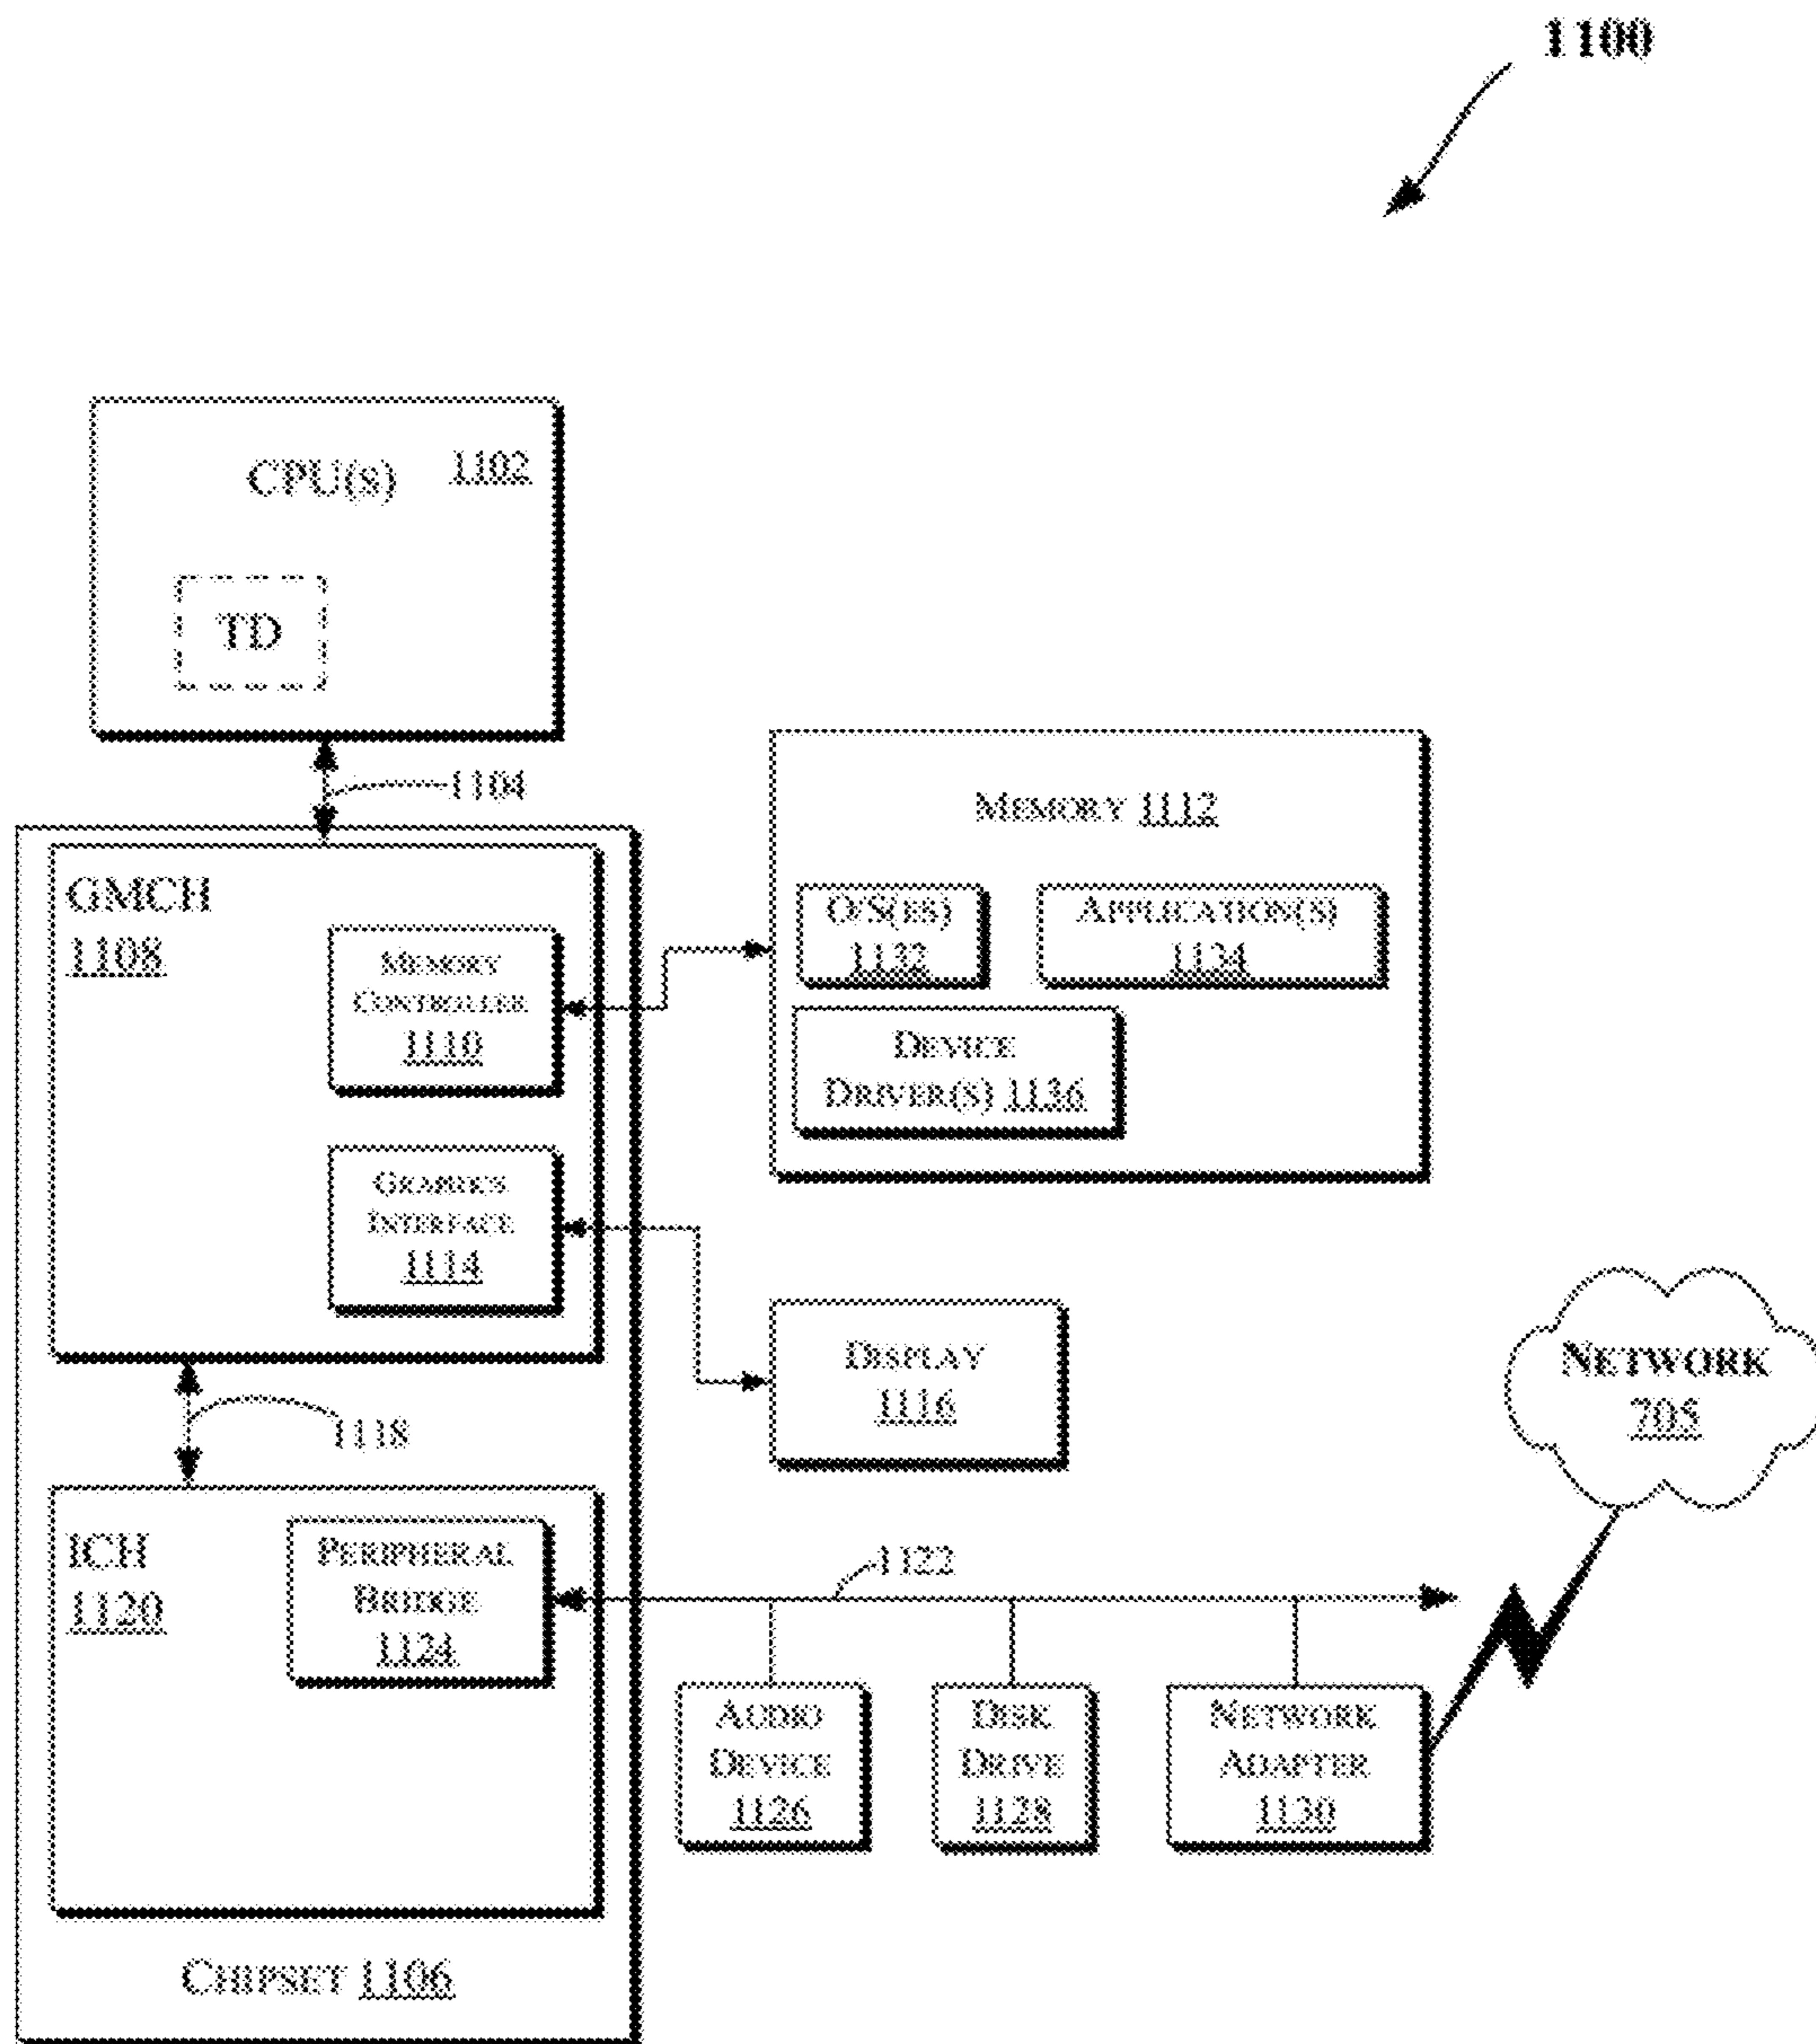 1100
CPU(s) 1102
TD
1104
GMCH
1108
MEMORY
CONTROLLER
1110
GRAPHICS
INTERFACE
1114
MEMORY 1112
O/S(ES)
1132
APPLICATION(S)
1134
DEVICE
DRIVER(S) 1136
DISPLAY
1116
NETWORK
705
1118
ICH
1120
PERIPHERAL
BRIDGE
1124
1122
AUDIO
DEVICE
1126
DISK
DRIVE
1128
NETWORK
ADAPTER
1130
CHIPSET 1106